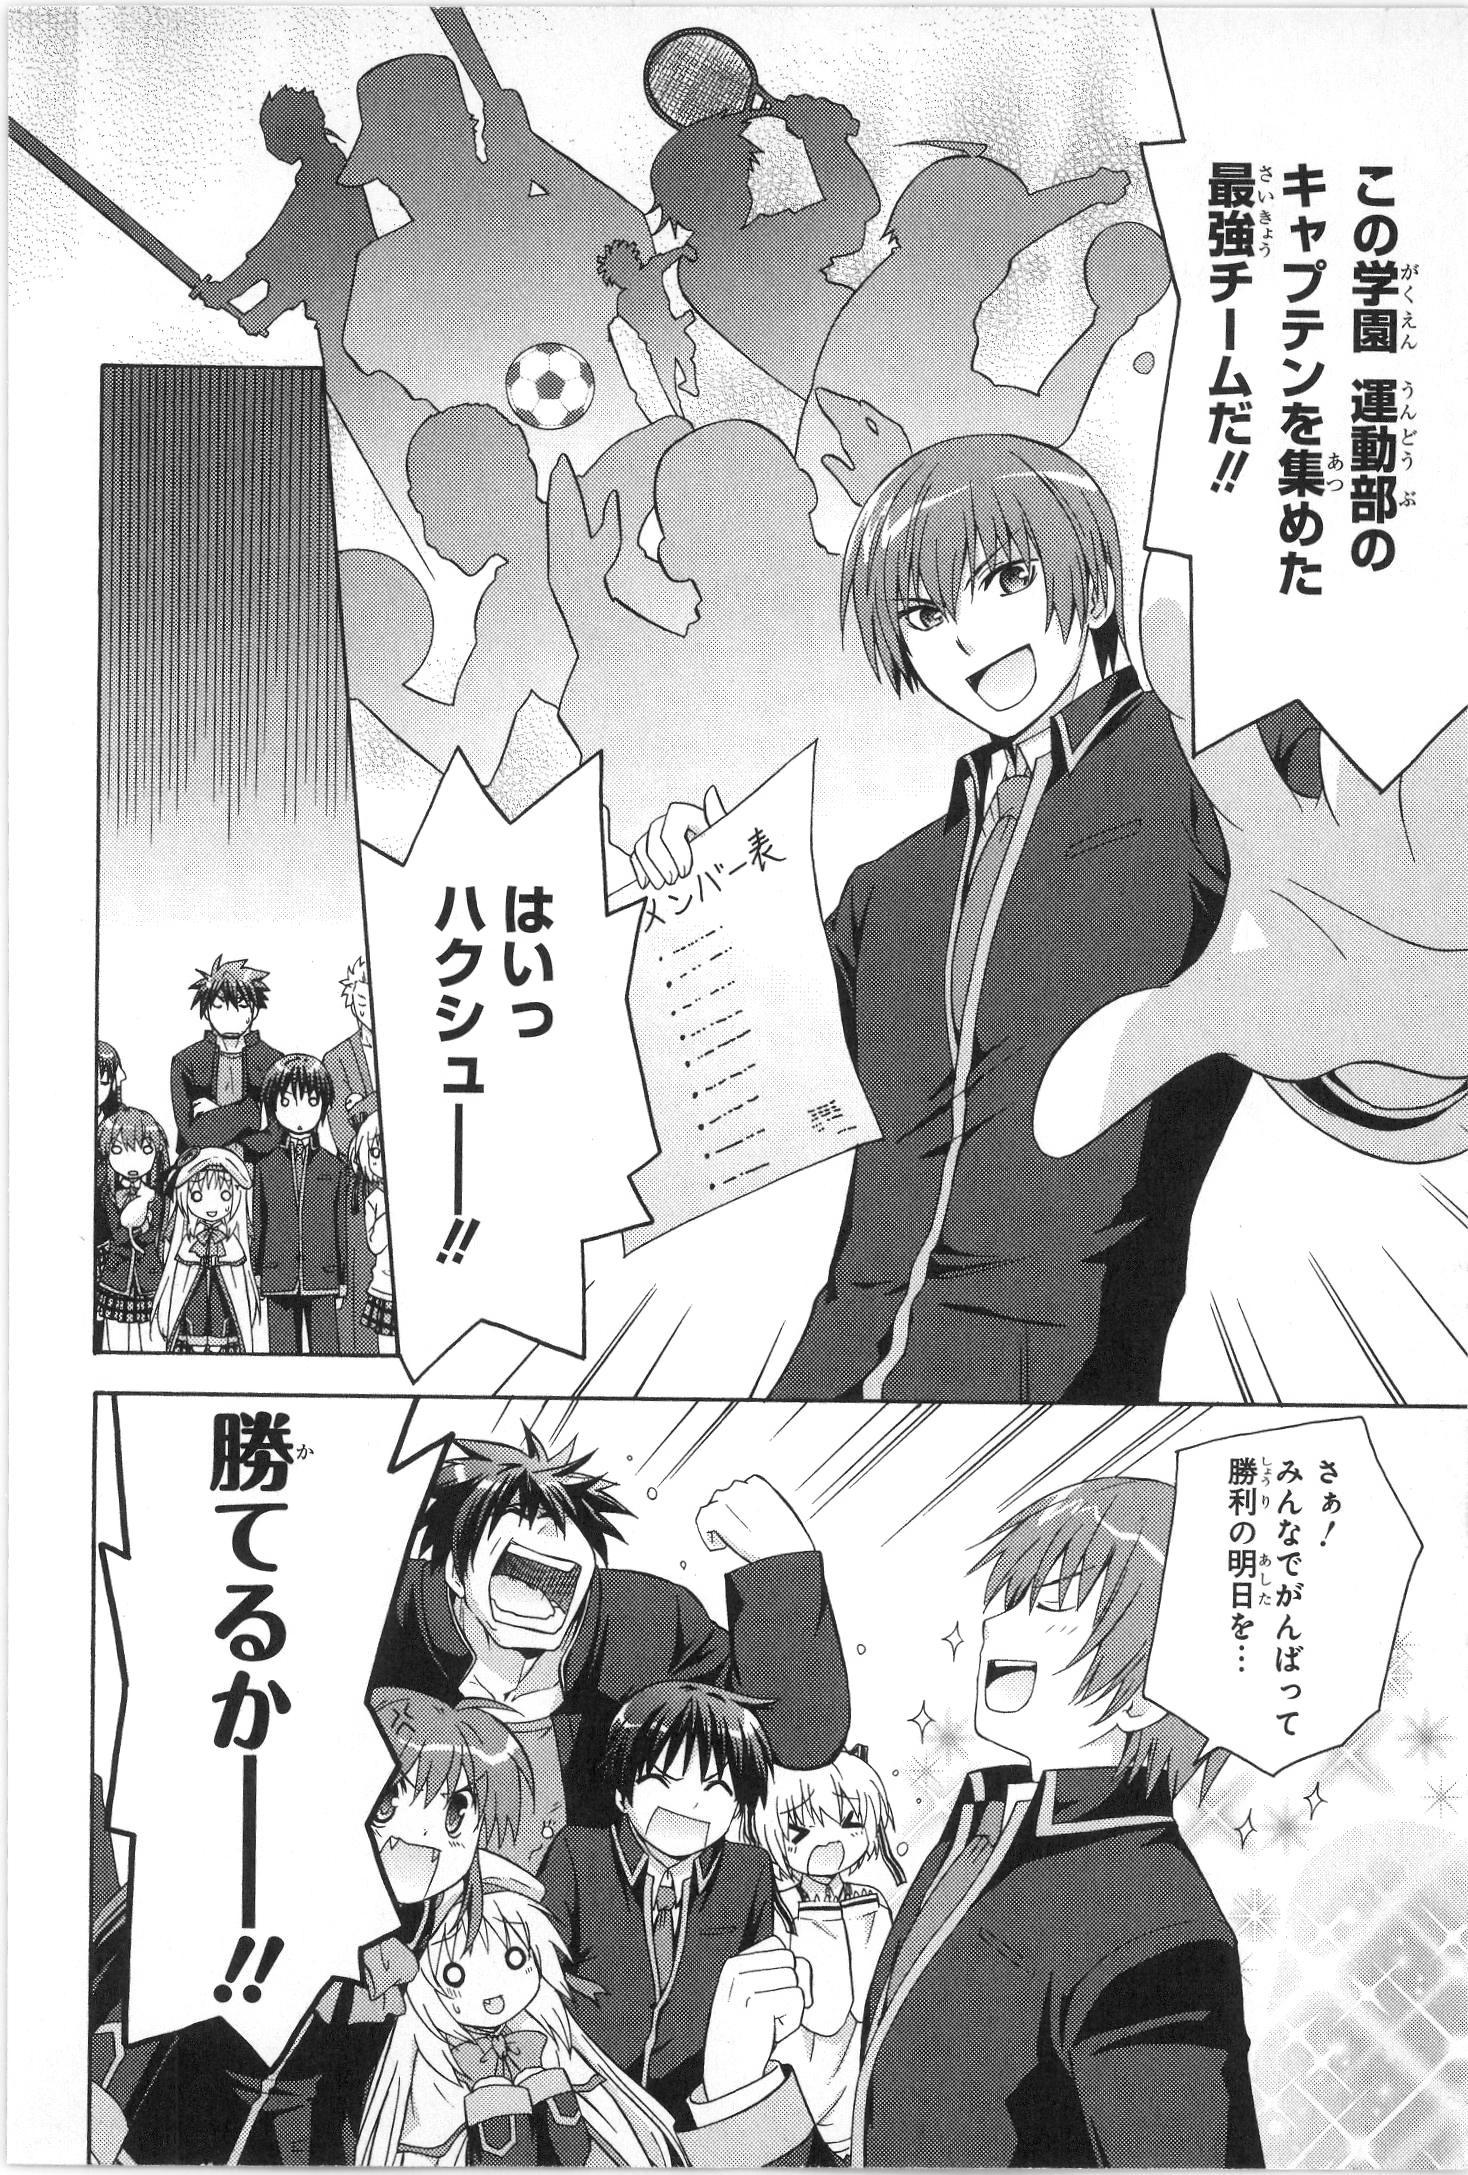 この学園 運動部の
キャプテンを集めた
最強チームだ!!
メンバー表
はいっ
ハクシューー!!
さぁ!
みんなでがんばって
勝利の明日を…
勝てるかーー!!